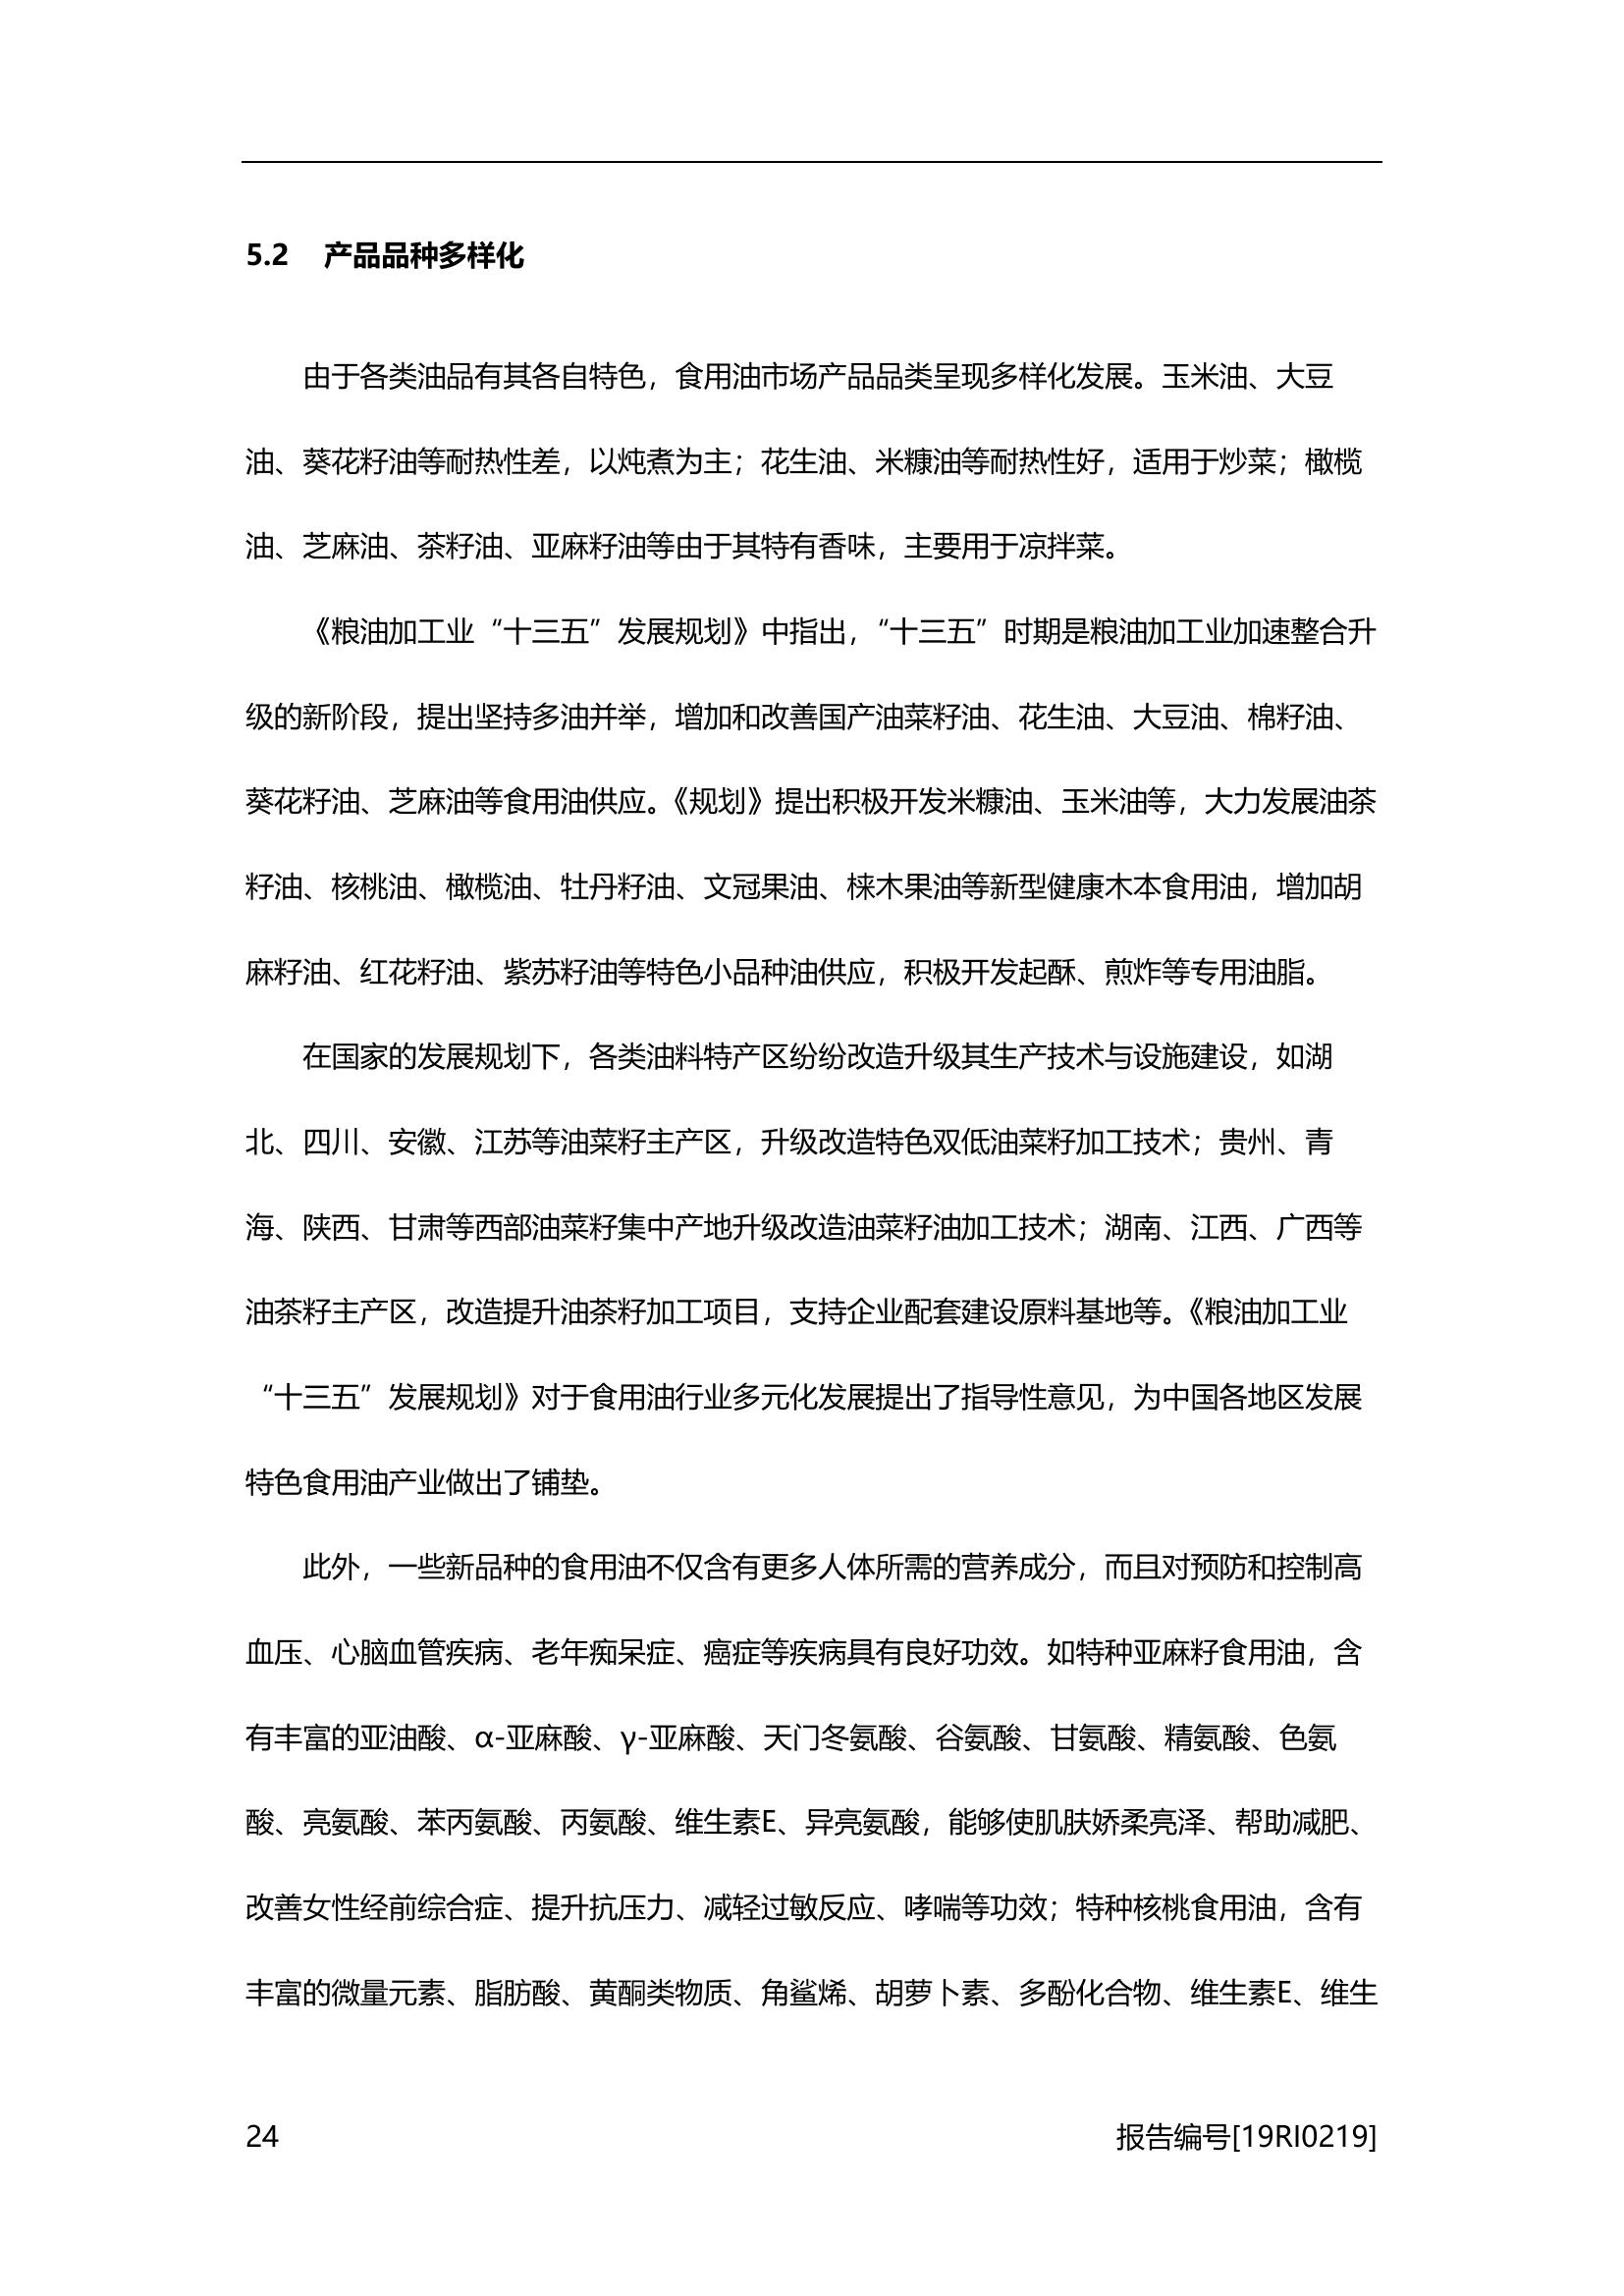 5.2 产品品种多样化
由于各类油品有其各自特色，食用油市场产品品类呈现多样化发展。玉米油、大豆
油、葵花籽油等耐热性差，以炖煮为主；花生油、米糠油等耐热性好，适用于炒菜；橄榄
油、芝麻油、茶籽油、亚麻籽油等由于其特有香味，主要用于凉拌菜。
《粮油加工业“十三五”发展规划》中指出，“十三五”时期是粮油加工业加速整合升
级的新阶段，提出坚持多油并举，增加和改善国产油菜籽油、花生油、大豆油、棉籽油、
葵花籽油、芝麻油等食用油供应。《规划》提出积极开发米糠油、玉米油等，大力发展油茶
籽油、核桃油、橄榄油、牡丹籽油、文冠果油、梾木果油等新型健康木本食用油，增加胡
麻籽油、红花籽油、紫苏籽油等特色小品种油供应，积极开发起酥、煎炸等专用油脂。
在国家的发展规划下，各类油料特产区纷纷改造升级其生产技术与设施建设，如湖
北、四川、安徽、江苏等油菜籽主产区，升级改造特色双低油菜籽加工技术；贵州、青
海、陕西、甘肃等西部油菜籽集中产地升级改造油菜籽油加工技术；湖南、江西、广西等
油茶籽主产区，改造提升油茶籽加工项目，支持企业配套建设原料基地等。《粮油加工业
“十三五”发展规划》对于食用油行业多元化发展提出了指导性意见，为中国各地区发展
特色食用油产业做出了铺垫。
此外，一些新品种的食用油不仅含有更多人体所需的营养成分，而且对预防和控制高
血压、心脑血管疾病、老年痴呆症、癌症等疾病具有良好功效。如特种亚麻籽食用油，含
有丰富的亚油酸、α-亚麻酸、γ-亚麻酸、天门冬氨酸、谷氨酸、甘氨酸、精氨酸、色氨
酸、亮氨酸、苯丙氨酸、丙氨酸、维生素E、异亮氨酸，能够使肌肤娇柔亮泽、帮助减肥、
改善女性经前综合症、提升抗压力、减轻过敏反应、哮喘等功效；特种核桃食用油，含有
丰富的微量元素、脂肪酸、黄酮类物质、角鲨烯、胡萝卜素、多酚化合物、维生素E、维生
24 报告编号[19RI0219]